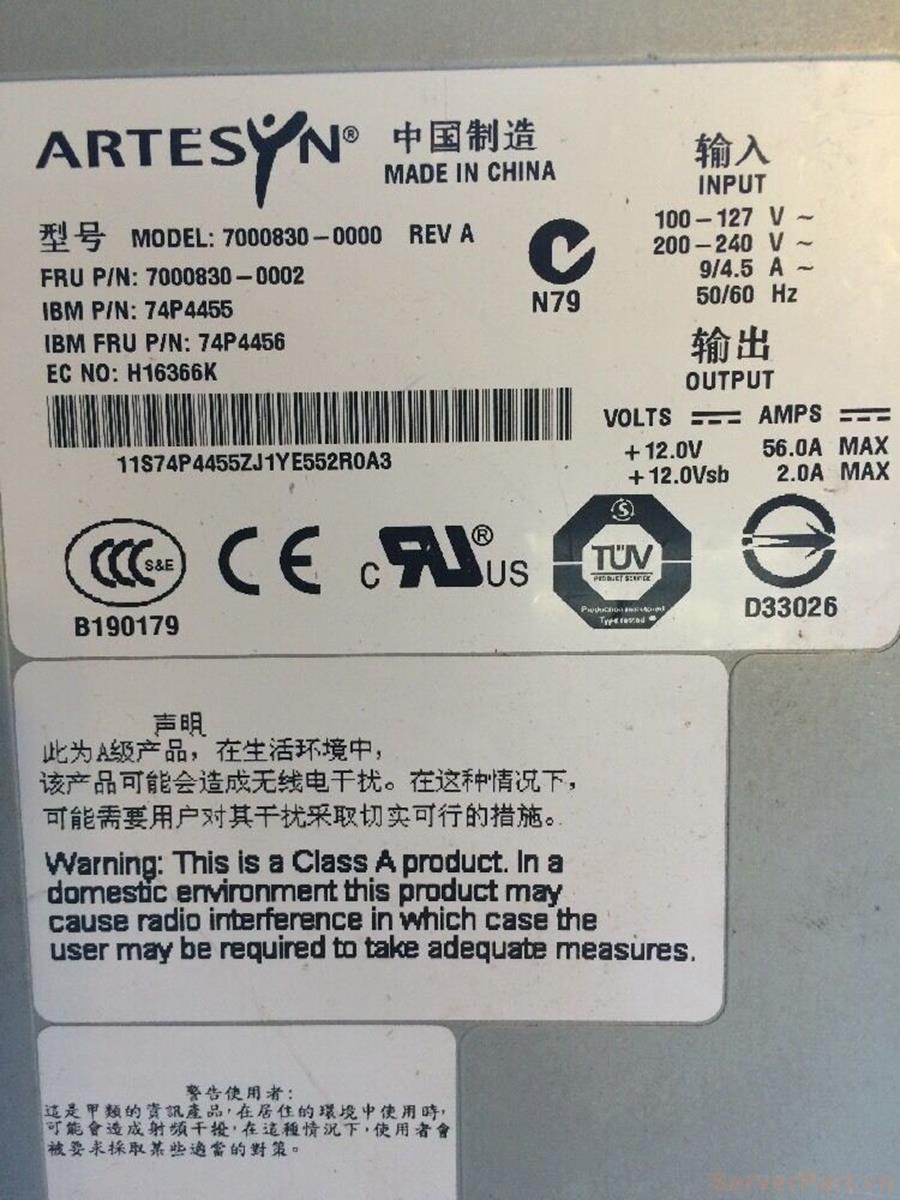 ARTESYN® 中国制造
MADE IN CHINA
型号 MODEL: 7000830-0000 REV A
FRU P/N: 7000830-0002
IBM P/N: 74P4455
IBM FRU P/N: 74P4456
EC NO: H16366K
11S74P4455ZJ1YE552R0A3
N79
输入
INPUT
100-127 V ~
200-240 V ~
9/4.5 A ~
50/60 Hz
输出
OUTPUT
VOLTS AMPS
+12.0V 56.0A MAX
+12.0Vsb 2.0A MAX
CCC S&E
B190179
CE
c RU ® US
S
TÜV
PRODUCT SERVICE
Production monitored
Type tested
D33026
声明
此为A级产品，在生活环境中，
该产品可能会造成无线电干扰。在这种情况下，
可能需要用户对其干扰采取切实可行的措施。
Warning: This is a Class A product. In a
domestic environment this product may
cause radio interference in which case the
user may be required to take adequate measures.
警告使用者：
這是甲類的資訊產品，在居住的環境中使用時，
可能會造成射頻干擾，在這種情況下，使用者會
被要求採取某些適當的對策。
ServerPart.vn